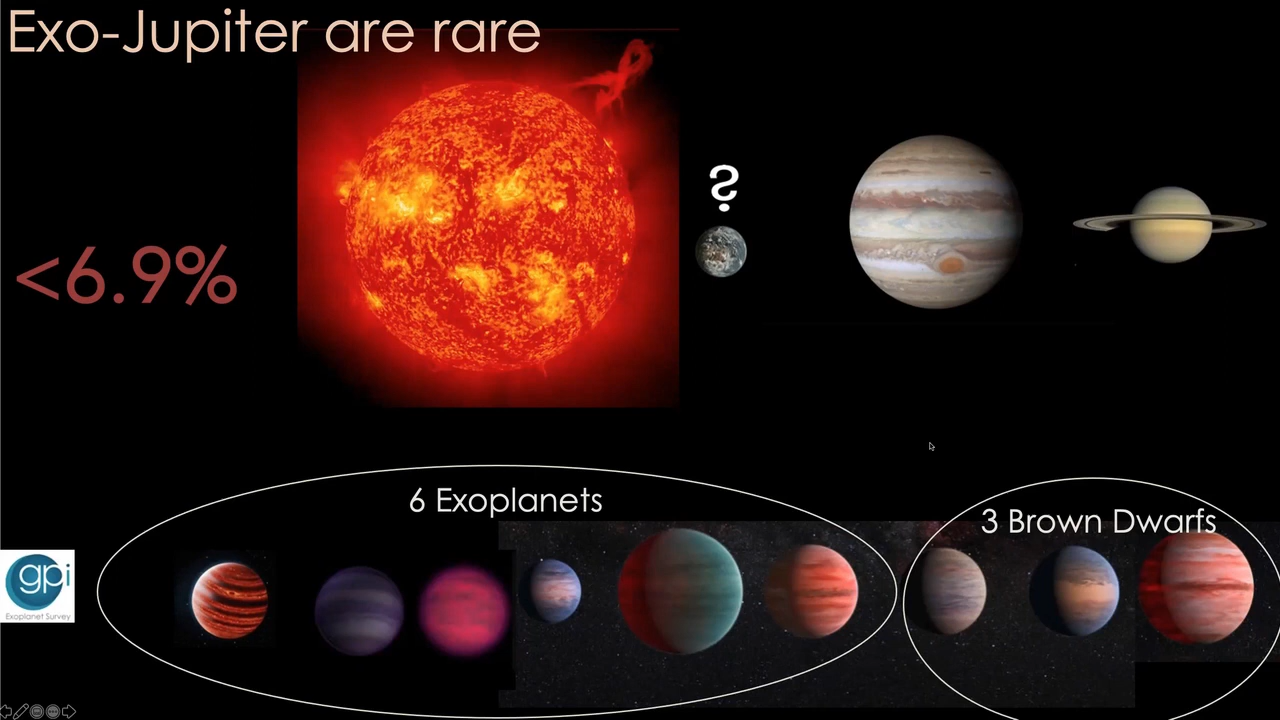 Exo-Jupiter are rare
?
<6.9%
6 Exoplanets
3 Brown Dwarfs
gpi
Exoplanet Survey